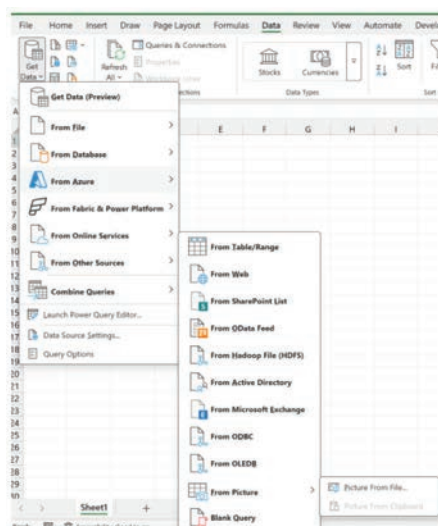 File Home Insert Draw Page Layout Formulas Data Review View Automate Develo
Get Data
Refresh All
Queries & Connections
Properties
Stocks
Currencies
Sort
Data Types
Sort
Get Data (Preview)
From File
From Database
From Azure
From Fabric & Power Platform
From Online Services
From Other Sources
Combine Queries
Launch Power Query Editor...
Data Source Settings...
Query Options
E F G H I
From Table/Range
From Web
From SharePoint List
From OData Feed
From Hadoop File (HDFS)
From Active Directory
From Microsoft Exchange
From ODBC
From OLEDB
From Picture
Blank Query
Picture From File...
Picture From Clipboard
Sheet1 +